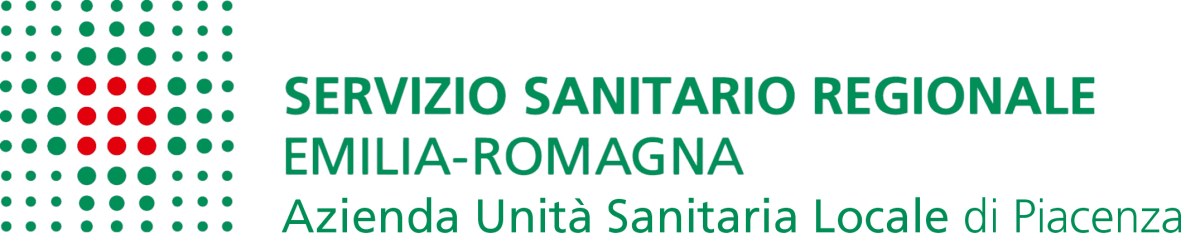 SERVIZIO SANITARIO REGIONALE
EMILIA-ROMAGNA
Azienda Unità Sanitaria Locale di Piacenza